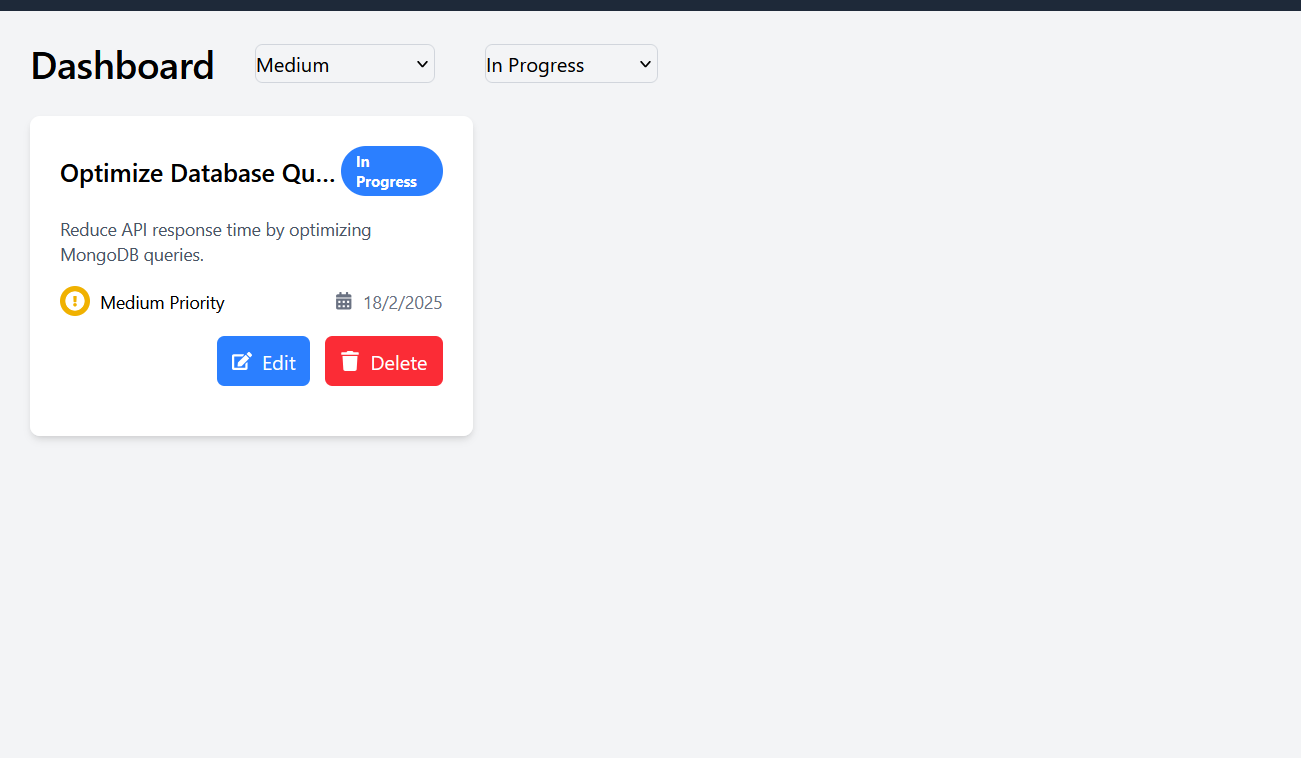 Dashboard
Medium
In Progress
Optimize Database Qu...
In
Progress
Reduce API response time by optimizing
MongoDB queries.
Medium Priority
18/2/2025
Edit
Delete